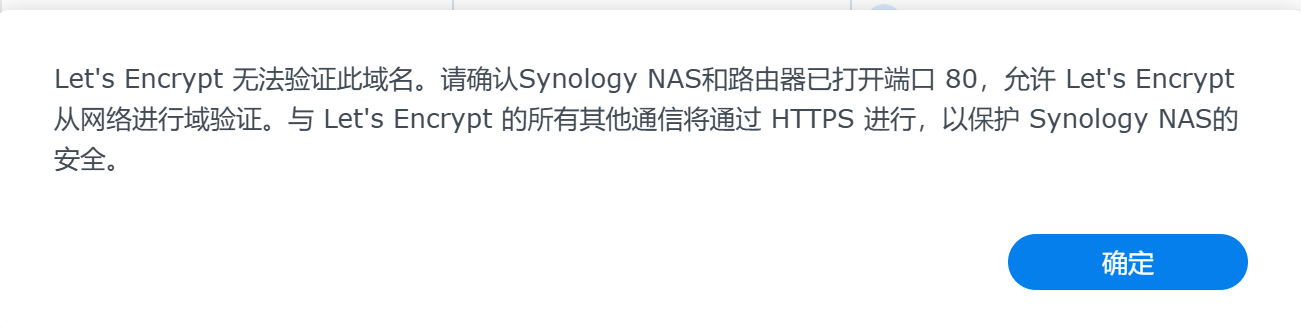 Let's Encrypt 无法验证此域名。请确认Synology NAS和路由器已打开端口 80，允许 Let's Encrypt
从网络进行域验证。与 Let's Encrypt 的所有其他通信将通过 HTTPS 进行，以保护 Synology NAS的
安全。
确定